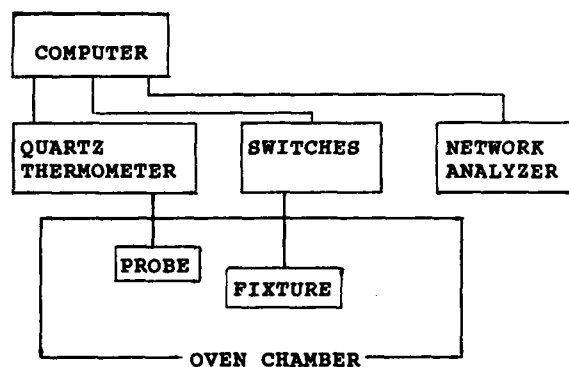 COMPUTER
QUARTZ
THERMOMETER
SWITCHES
NETWORK
ANALYZER
PROBE
FIXTURE
OVEN CHAMBER